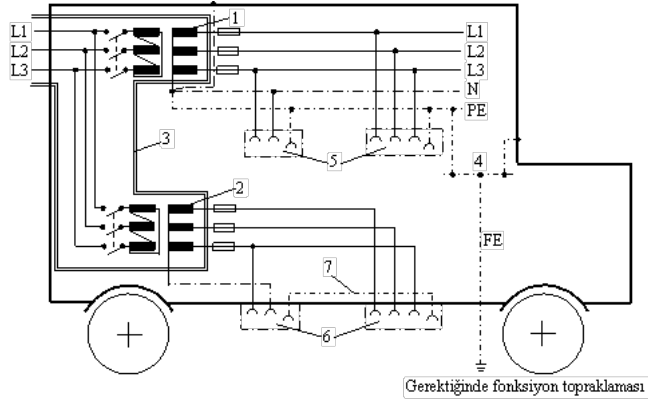 1
L1
L1
L2
L2
L3
L3
N
PE
3
5
4
2
FE
7
6
Gerektiğinde fonksiyon topraklaması